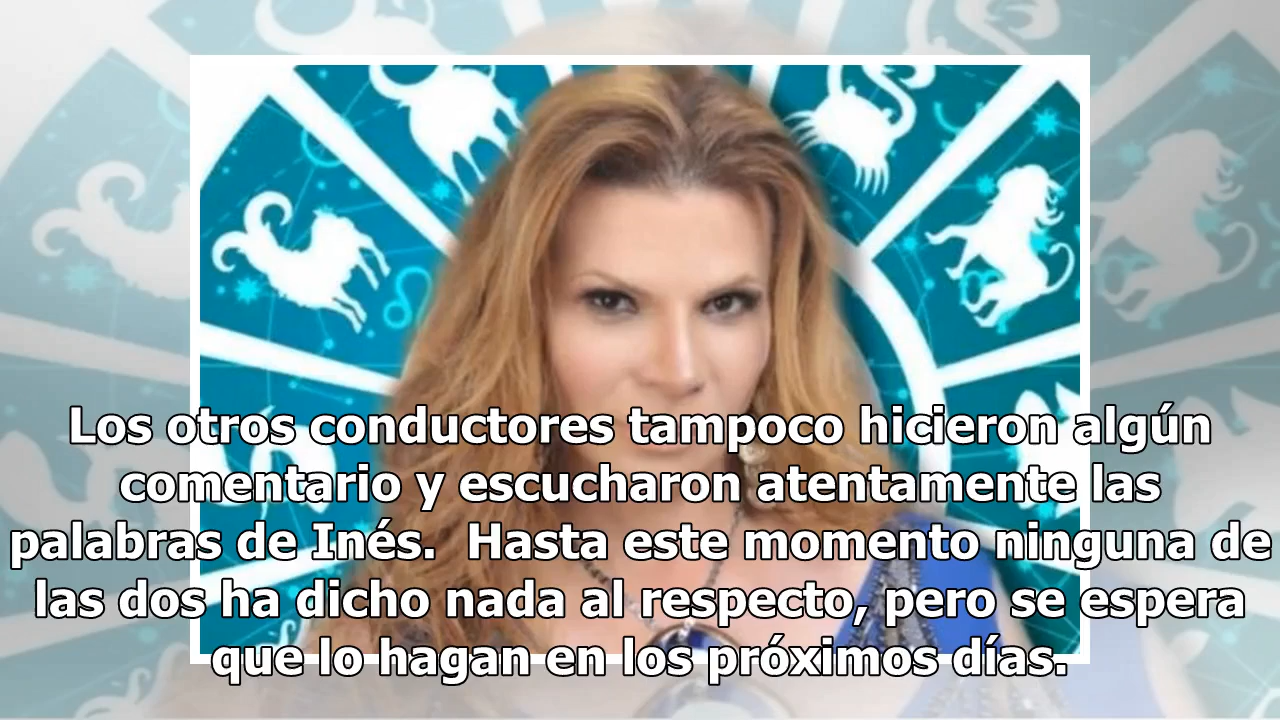 Los otros conductores tampoco hicieron algún
comentario y escucharon atentamente las
palabras de Inés.  Hasta este momento ninguna de
las dos ha dicho nada al respecto, pero se espera
que lo hagan en los próximos días.